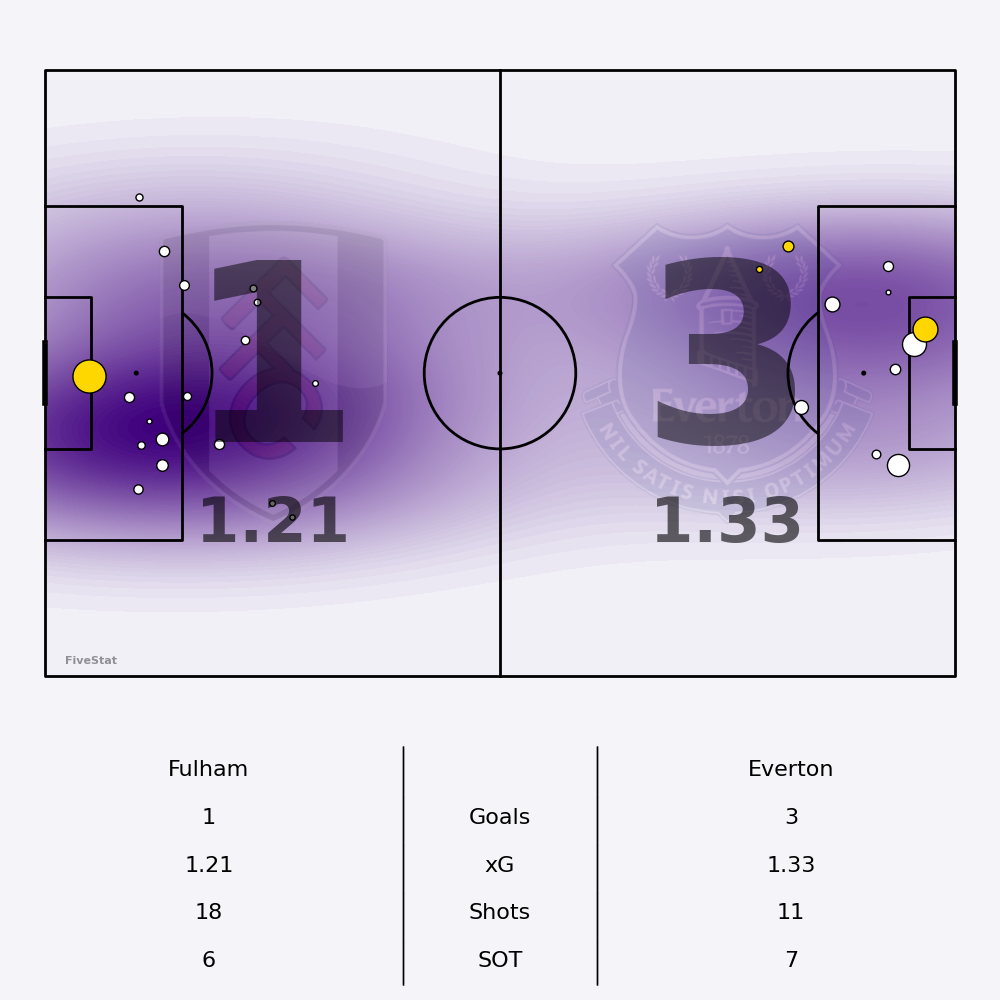 1 3
Everton
1878
NIL SATIS NISI OPTIMUM
1.21 1.33
FiveStat
Fulham Everton
1 Goals 3
1.21 xG 1.33
18 Shots 11
6 SOT 7